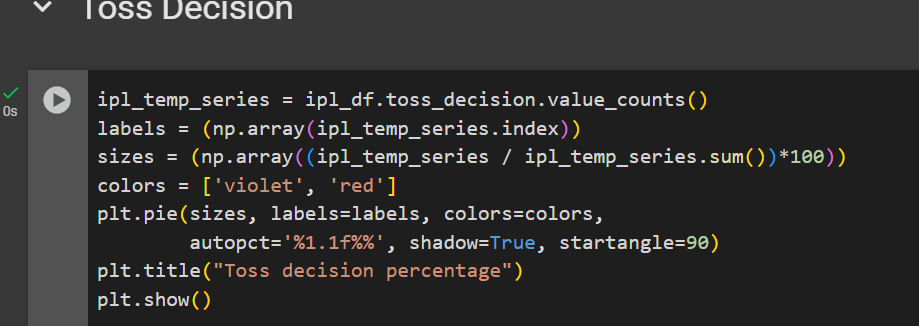 Toss Decision
0s
ipl_temp_series = ipl_df.toss_decision.value_counts()
labels = (np.array(ipl_temp_series.index))
sizes = (np.array((ipl_temp_series / ipl_temp_series.sum())*100))
colors = ['violet', 'red']
plt.pie(sizes, labels=labels, colors=colors,
        autopct='%1.1f%%', shadow=True, startangle=90)
plt.title("Toss decision percentage")
plt.show()